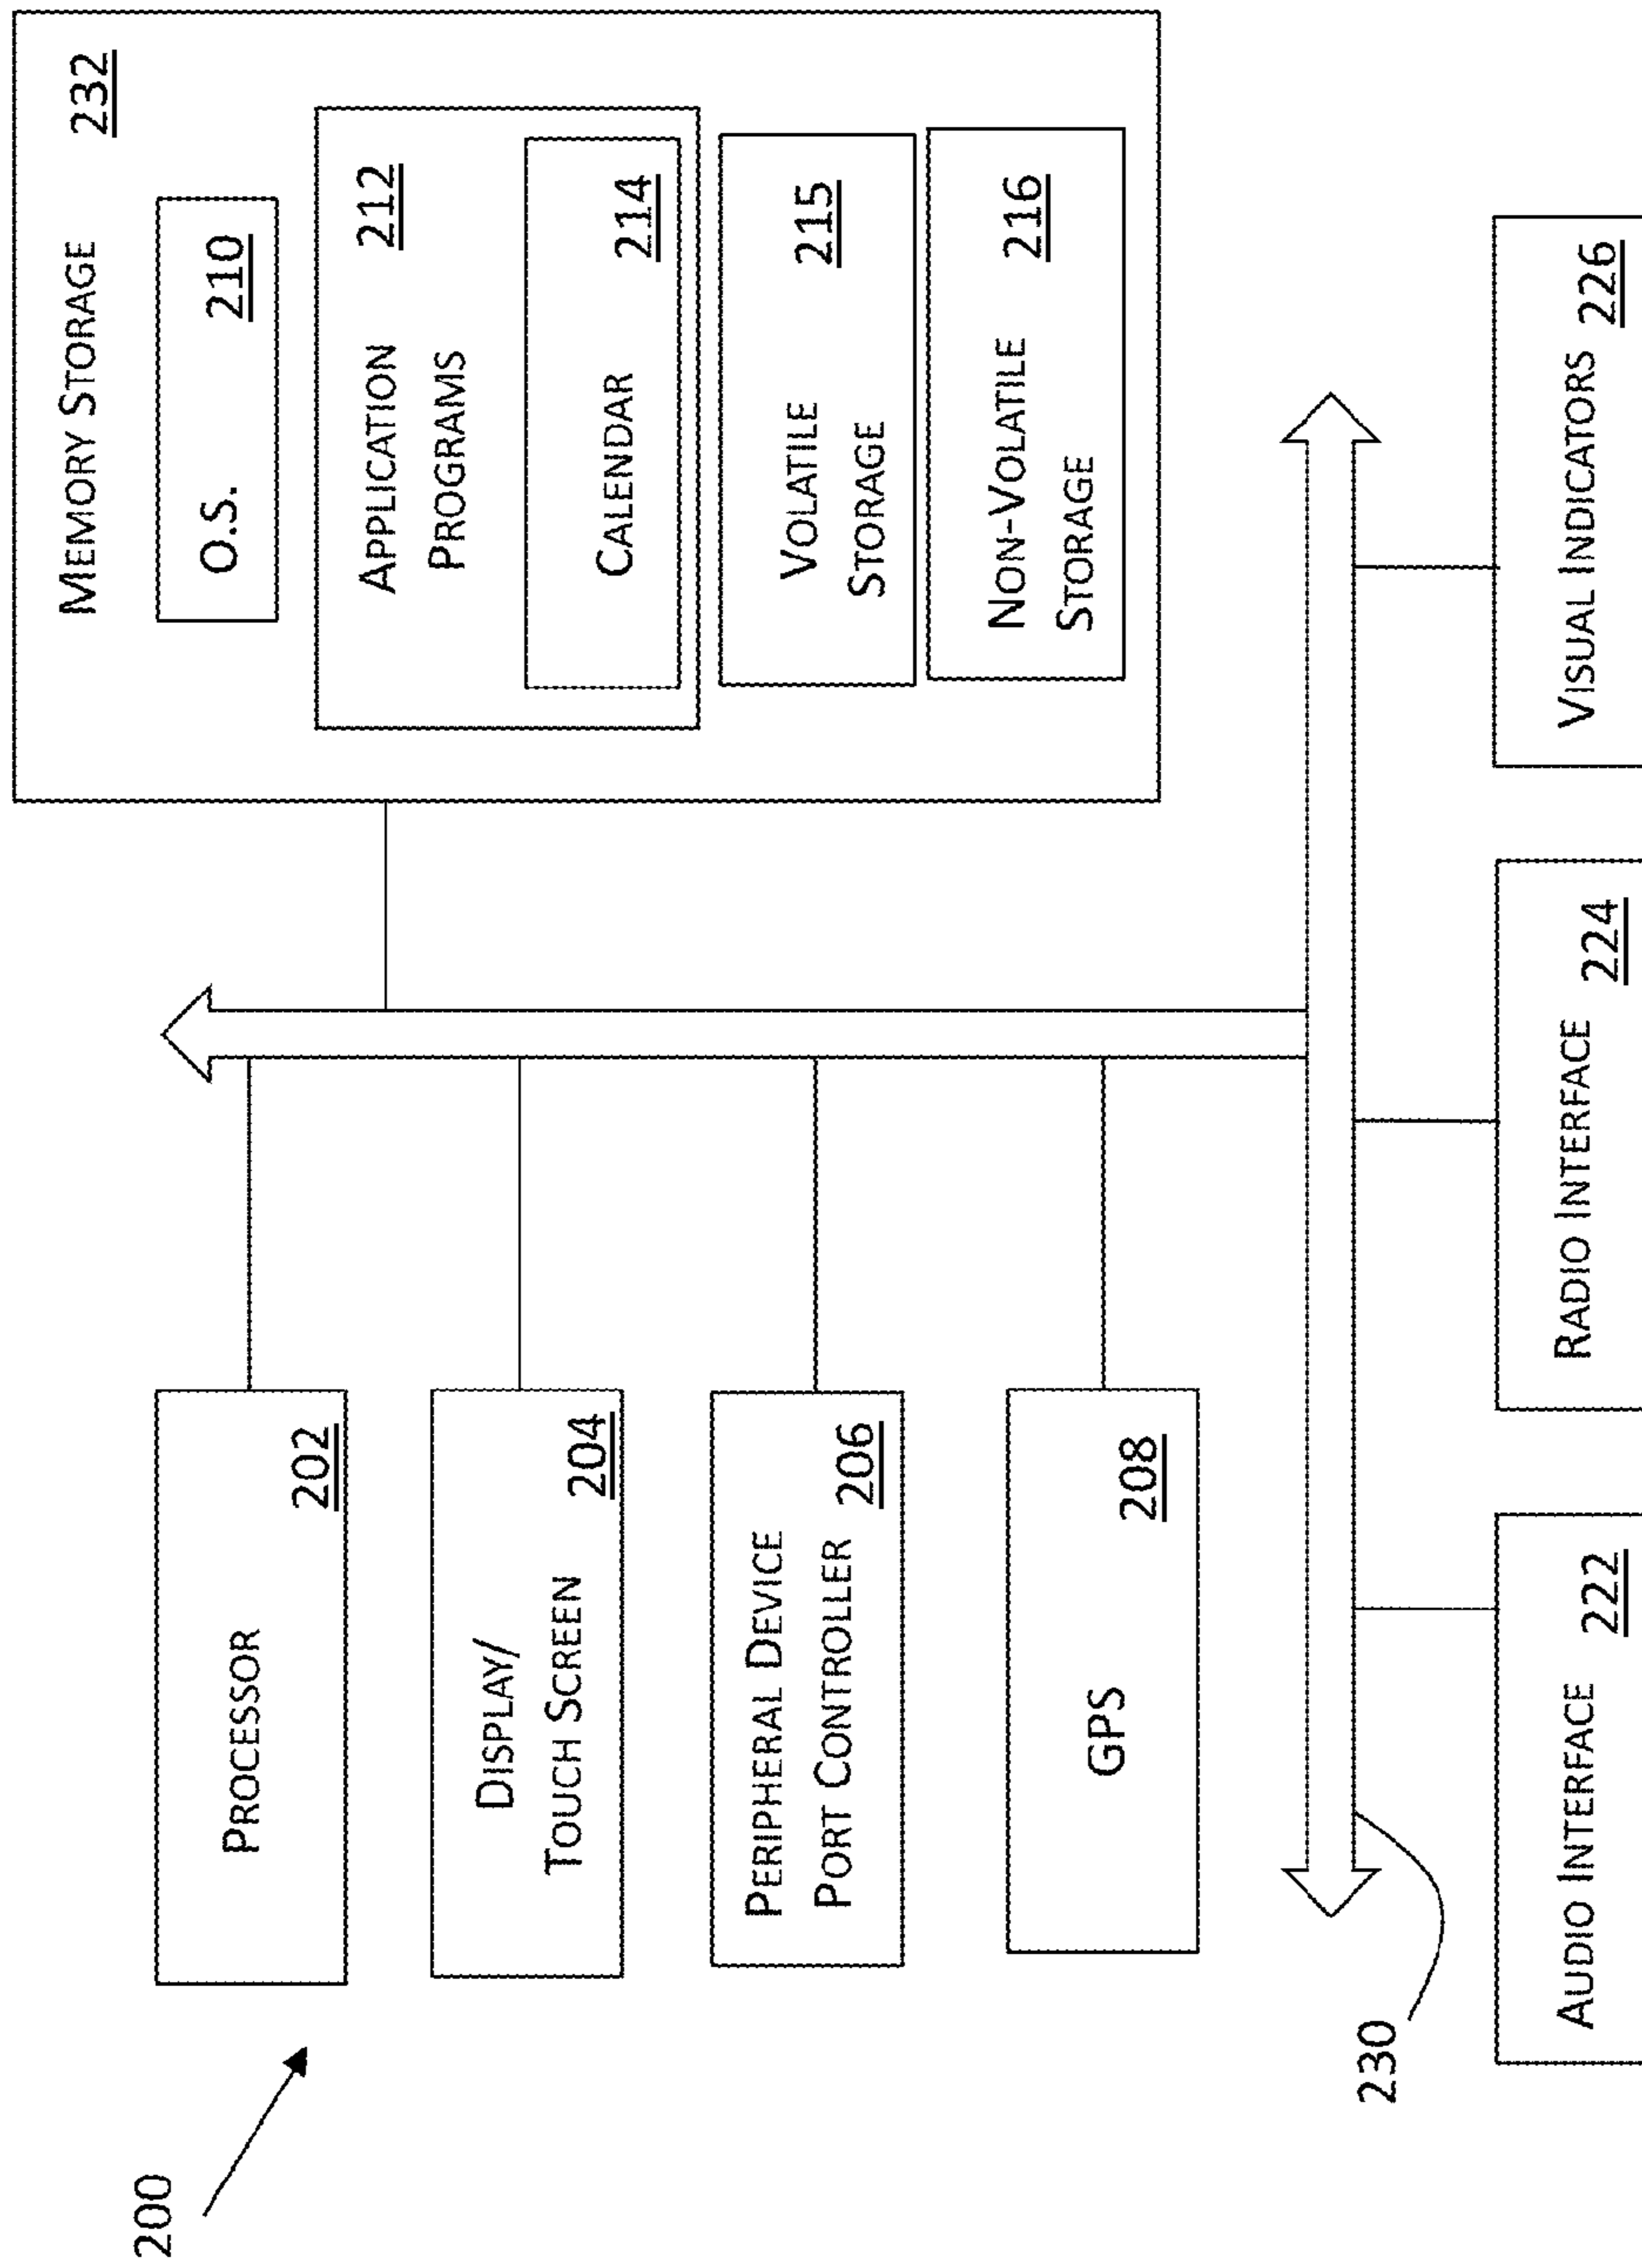 200
PROCESSOR
202
DISPLAY/
TOUCH SCREEN
204
PERIPHERAL DEVICE
PORT CONTROLLER
206
GPS
208
MEMORY STORAGE 232
O.S.
210
APPLICATION 212
PROGRAMS
CALENDAR
214
VOLATILE 215
STORAGE
NON-VOLATILE 216
STORAGE
230
AUDIO INTERFACE
222
RADIO INTERFACE
224
VISUAL INDICATORS
226